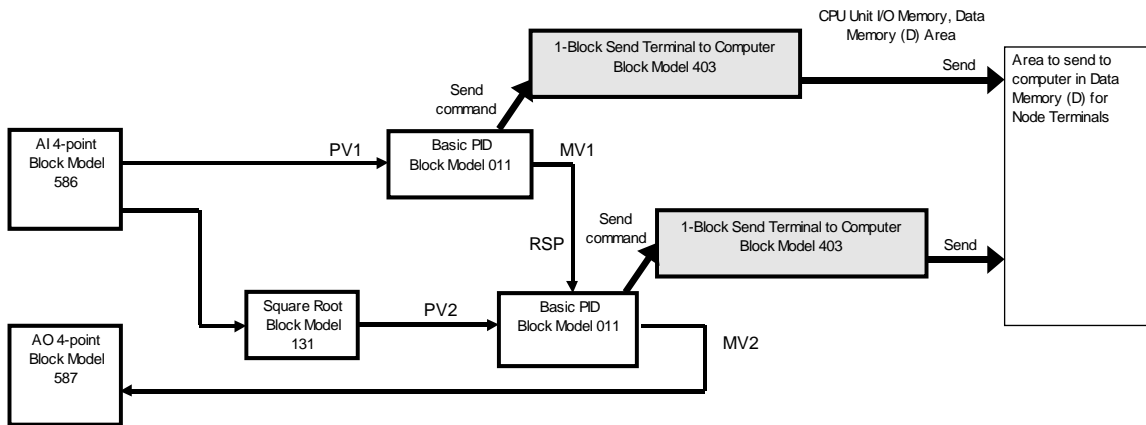 CPU Unit I/O Memory, Data
Memory (D) Area
1-Block Send Terminal to Computer
Block Model 403
Send
Area to send to
computer in Data
Memory (D) for
Node Terminals
Send
command
AI 4-point
Block Model
586
PV1
Basic PID
Block Model 011
MV1
Send
command
1-Block Send Terminal to Computer
Block Model 403
Send
RSP
Square Root
Block Model
131
PV2
Basic PID
Block Model 011
MV2
AO 4-point
Block Model
587